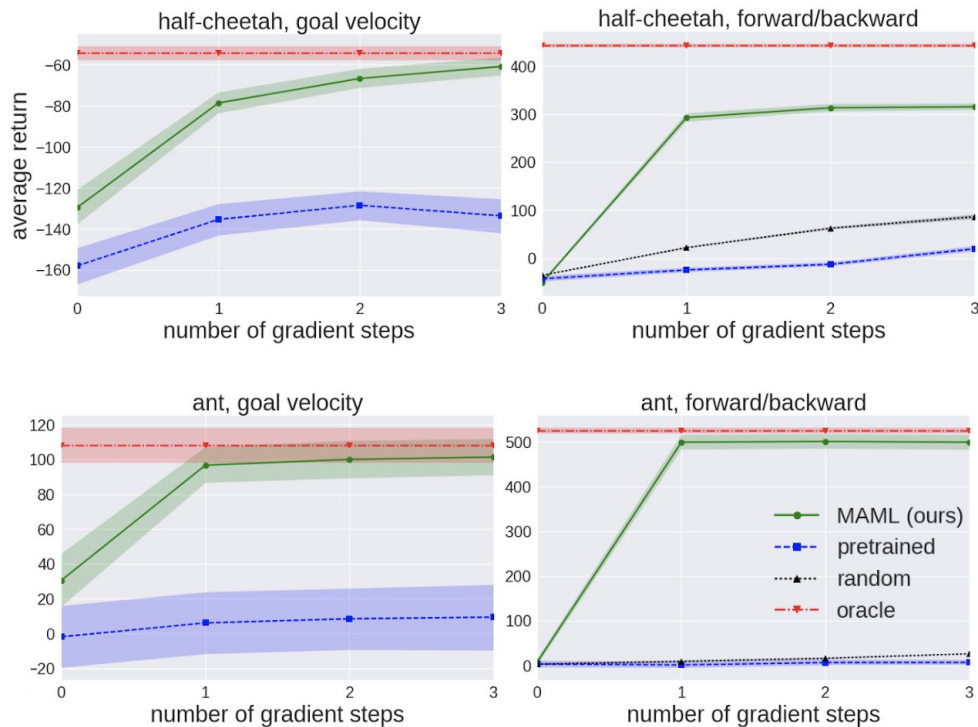 half-cheetah, goal velocity
average return
−60
−80
−100
−120
−140
−160
0 1 2 3
number of gradient steps
half-cheetah, forward/backward
400
300
400
100
0
0 1 2 3
number of gradient steps
ant, goal velocity
120
100
80
60
40
20
0
−20
0 1 2 3
number of gradient steps
ant, forward/backward
500
500
300
200
100
0
MAML (ours)
pretrained
random
oracle
0 1 2 3
number of gradient steps